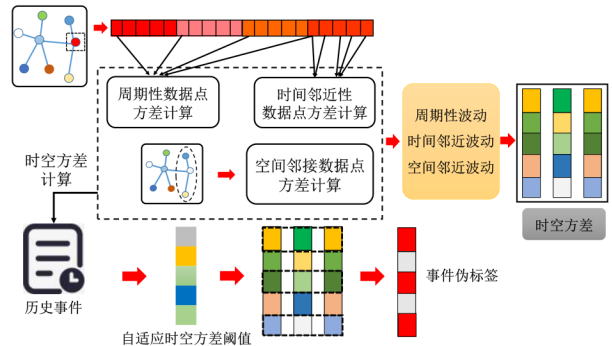 周期性数据点
方差计算
时间邻近性
数据点方差计算
周期性波动
时间邻近波动
空间邻近波动
时空方差
计算
空间邻接数据点
方差计算
时空方差
历史事件
事件伪标签
自适应时空方差阈值